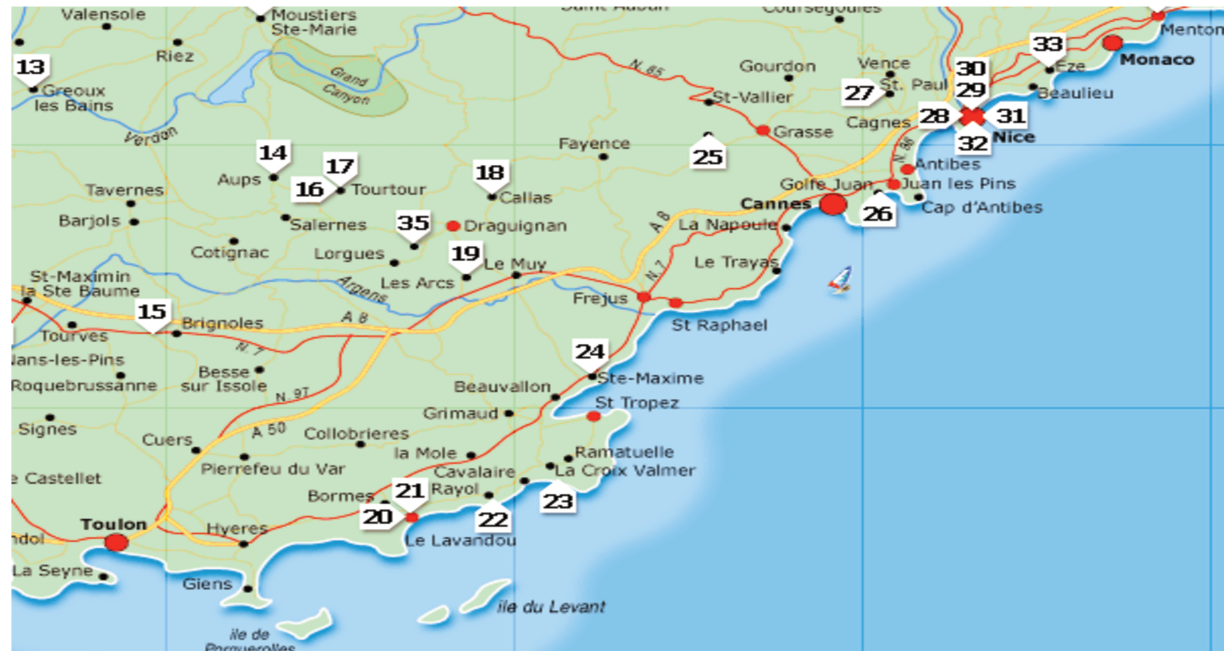 Valensole
Moustiers
Ste-Marie
Riez
13
Greoux
les Bains
Verdon
Grand
Canyon
N. 85
Gourdon
Vence
St. Paul
27
St-Vallier
Cagnes
Grasse
25
30
29
28
31
32
Nice
33
Eze
Beaulieu
Monaco
Menton
N. 98
Antibes
Juan les Pins
Golfe Juan
26
Cap d'Antibes
Cannes
La Napoule
Le Trayas
Fayence
14
Aups
17
16
Tourtour
18
Callas
Tavernes
Barjols
Salernes
Cotignac
35
Lorgues
Draguignan
19
Les Arcs
Le Muy
A 8
N. 7
Frejus
St Raphael
St-Maximin
la Ste Baume
Argens
15
Brignoles
A 8
Tourves
N. 7
Nans-les-Pins
Roquebrussanne
Besse
sur Issole
N. 97
24
Ste-Maxime
Beauvallon
St Tropez
Grimaud
Signes
Cuers
A 50
Collobrieres
Pierrefeu du Var
la Mole
Ramatuelle
La Croix Valmer
Cavalaire
Rayol
e Castellet
Bormes
21
20
22
23
Le Lavandou
Toulon
Hyeres
ndol
La Seyne
Giens
ile du Levant
ile de